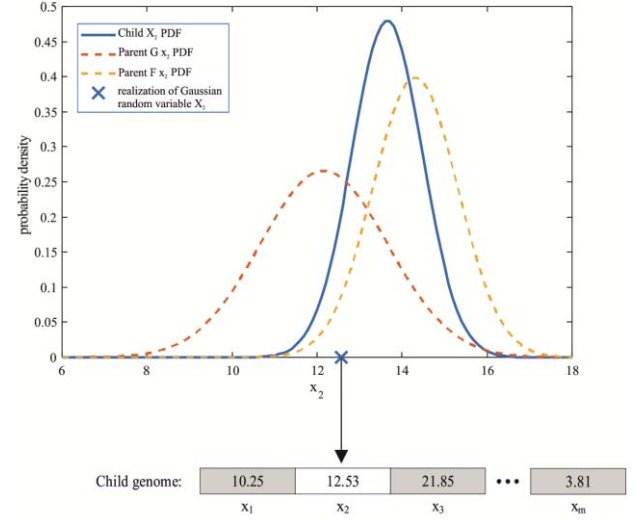 0.5
0.45
0.4
0.35
0.3
0.25
0.2
0.15
0.1
0.05
0
probability density
Child X₂ PDF
Parent G x₂ PDF
Parent F x₂ PDF
realization of Gaussian
random variable X₂
6 8 10 12 14 16 18
x₂
Child genome: 10.25 12.53 21.85 ••• 3.81
x₁ x₂ x₃ xₘ